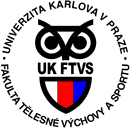 UNIVERZITA KARLOVA V PRAZE
UK FTVS
FAKULTA TĚLESNÉ VÝCHOVY A SPORTU